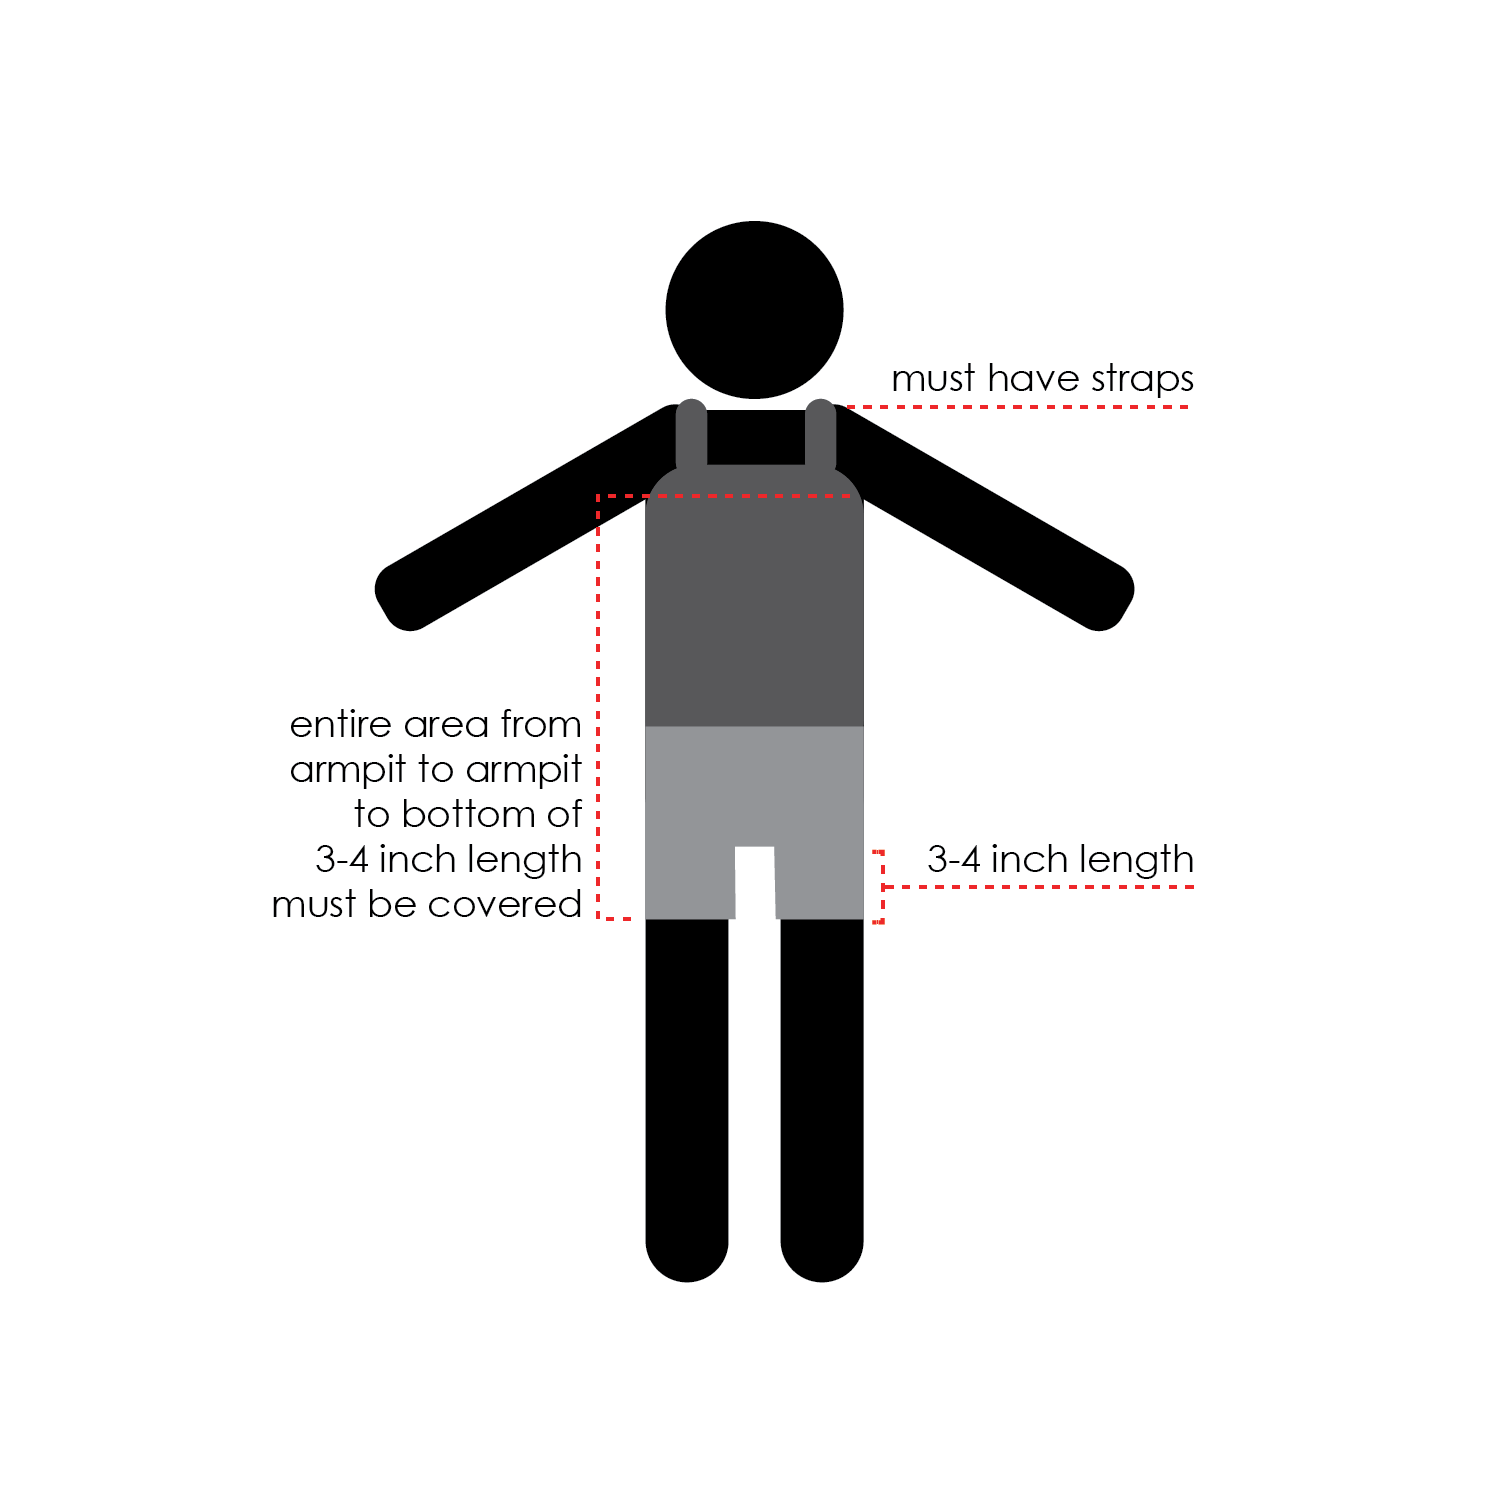 must have straps
entire area from
armpit to armpit
to bottom of
3-4 inch length
must be covered
3-4 inch length